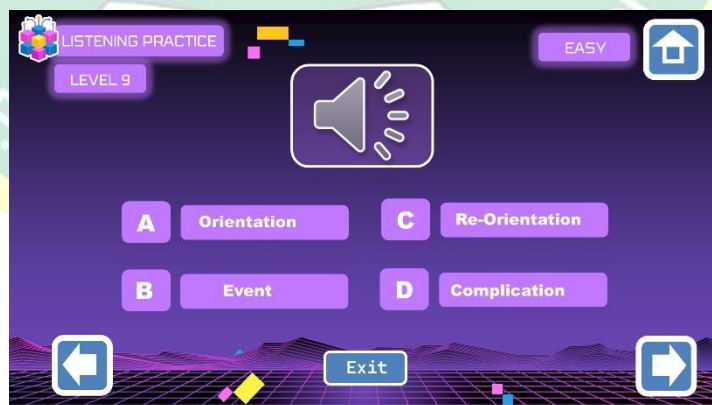 LISTENING PRACTICE
EASY
LEVEL 9
A Orientation
C Re-Orientation
B Event
D Complication
Exit